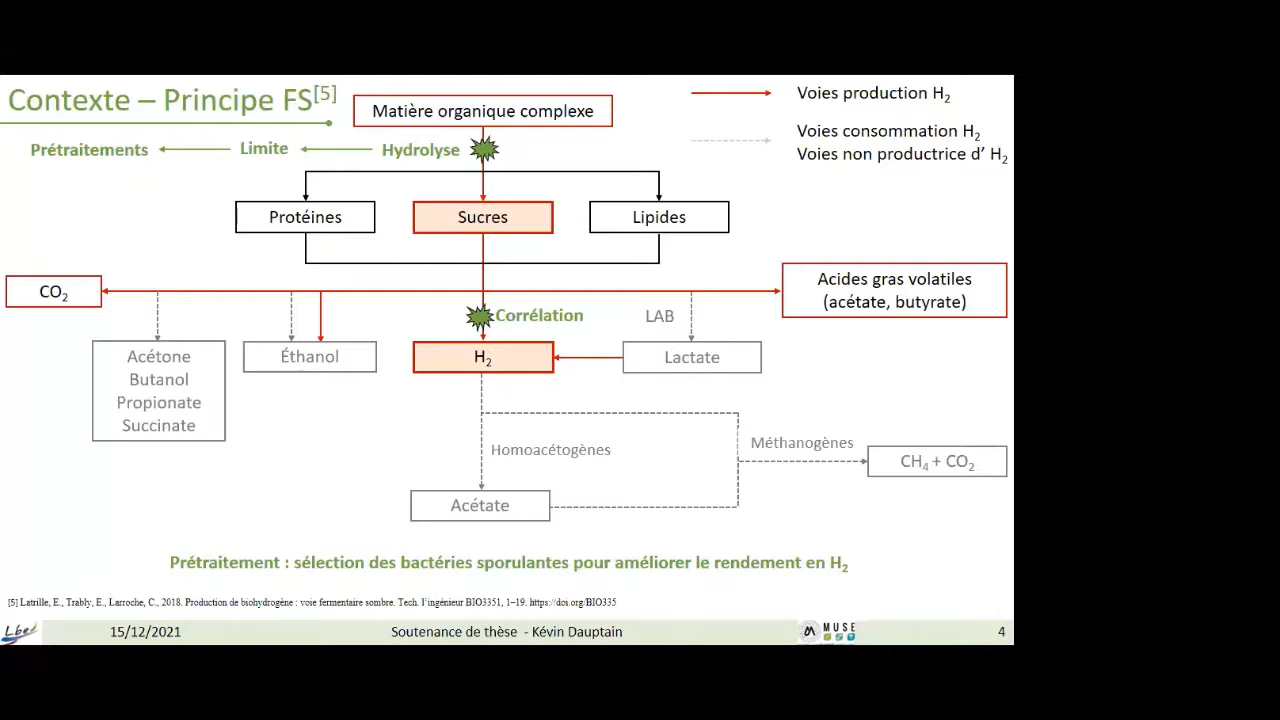 Contexte – Principe FS[5]
Matière organique complexe
Voies production H2
Voies consommation H2
Voies non productrice d’ H2
Prétraitements
Limite
Hydrolyse
Protéines
Sucres
Lipides
CO2
Acides gras volatiles
(acétate, butyrate)
Corrélation
LAB
Acétone
Butanol
Propionate
Succinate
Éthanol
H2
Lactate
Homoacétogènes
Méthanogènes
CH4 + CO2
Acétate
Prétraitement : sélection des bactéries sporulantes pour améliorer le rendement en H2
[5] Latrille, E., Trably, E., Larroche, C., 2018. Production de biohydrogène : voie fermentaire sombre. Tech. l’ingénieur BIO3351, 1–19. https://doi.org/BIO335
Lbe
15/12/2021
Soutenance de thèse - Kévin Dauptain
MUSE
4